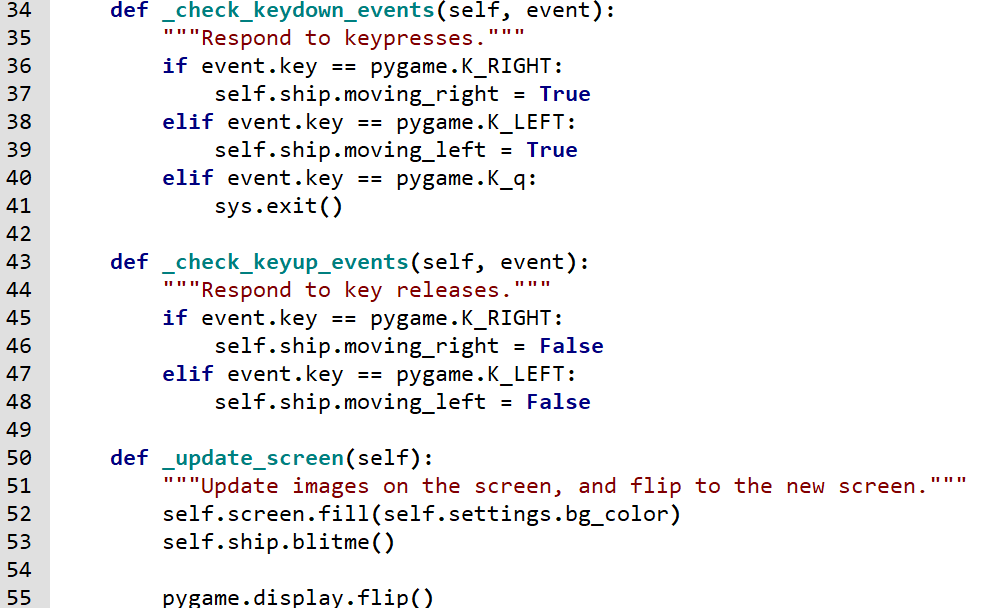 34 def _check_keydown_events(self, event):
35 """Respond to keypresses."""
36 if event.key == pygame.K_RIGHT:
37 self.ship.moving_right = True
38 elif event.key == pygame.K_LEFT:
39 self.ship.moving_left = True
40 elif event.key == pygame.K_q:
41 sys.exit()
42
43 def _check_keyup_events(self, event):
44 """Respond to key releases."""
45 if event.key == pygame.K_RIGHT:
46 self.ship.moving_right = False
47 elif event.key == pygame.K_LEFT:
48 self.ship.moving_left = False
49
50 def _update_screen(self):
51 """Update images on the screen, and flip to the new screen."""
52 self.screen.fill(self.settings.bg_color)
53 self.ship.blitme()
54
55 pygame.display.flip()